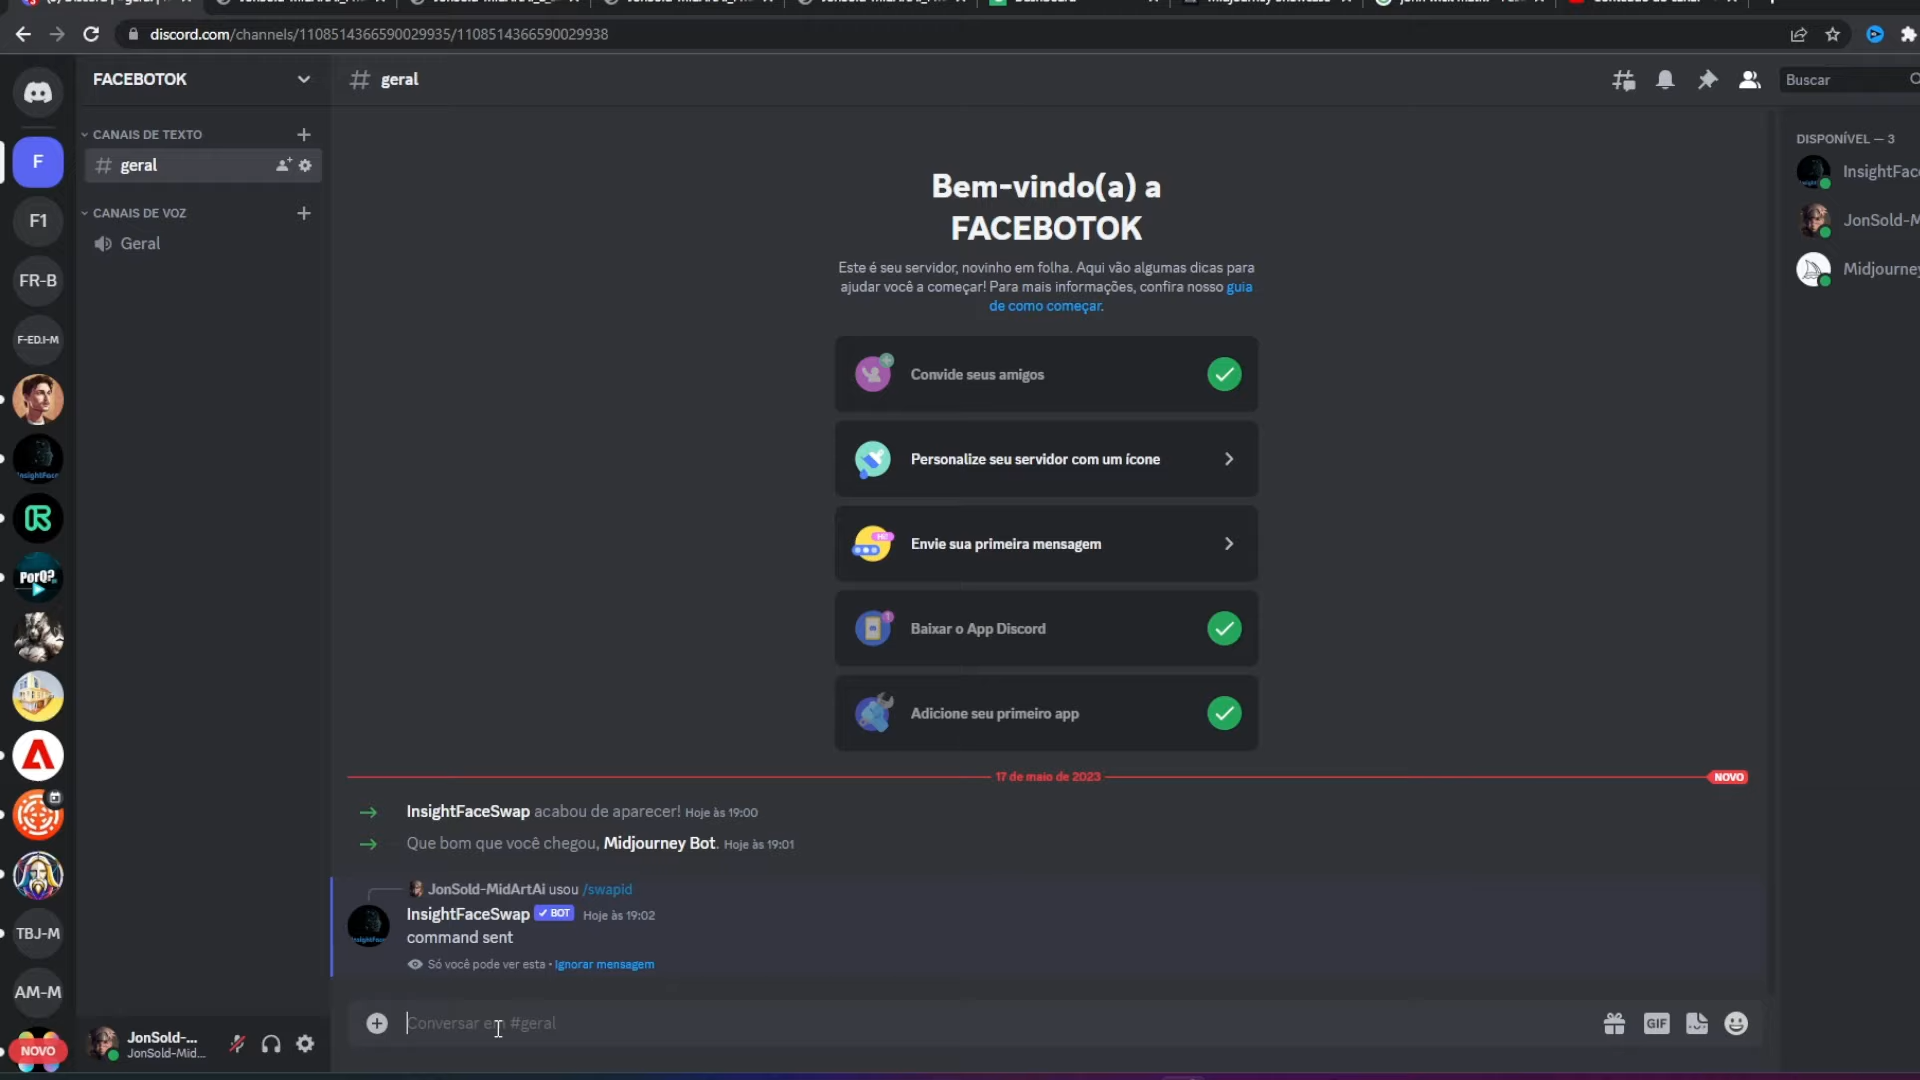 discord.com/channels/1108514366590029935/1108514366590029938
FACEBOTOK
geral
Buscar
CANAIS DE TEXTO
geral
CANAIS DE VOZ
Geral
F
F1
FR-B
F-ED.I-M
InsightFace
PorQ?
TBJ-M
AM-M
NOVO
JonSold-...
JonSold-Mid...
Bem-vindo(a) a
FACEBOTOK
Este é seu servidor, novinho em folha. Aqui vão algumas dicas para
ajudar você a começar! Para mais informações, confira nosso guia
de como começar.
Convide seus amigos
Personalize seu servidor com um ícone
Envie sua primeira mensagem
Baixar o App Discord
Adicione seu primeiro app
17 de maio de 2023
NOVO
InsightFaceSwap acabou de aparecer! Hoje às 19:00
Que bom que você chegou, Midjourney Bot. Hoje às 19:01
JonSold-MidArtAi usou /swapid
InsightFaceSwap BOT Hoje às 19:02
command sent
Só você pode ver esta • Ignorar mensagem
Conversar em #geral
GIF
DISPONÍVEL — 3
InsightFac
JonSold-M
Midjourney